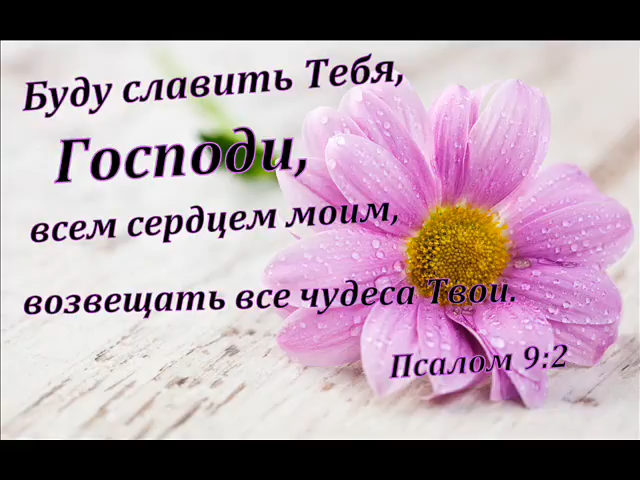 Буду славить Тебя,
Господи,
всем сердцем моим,
возвещать все чудеса Твои.
Псалом 9:2